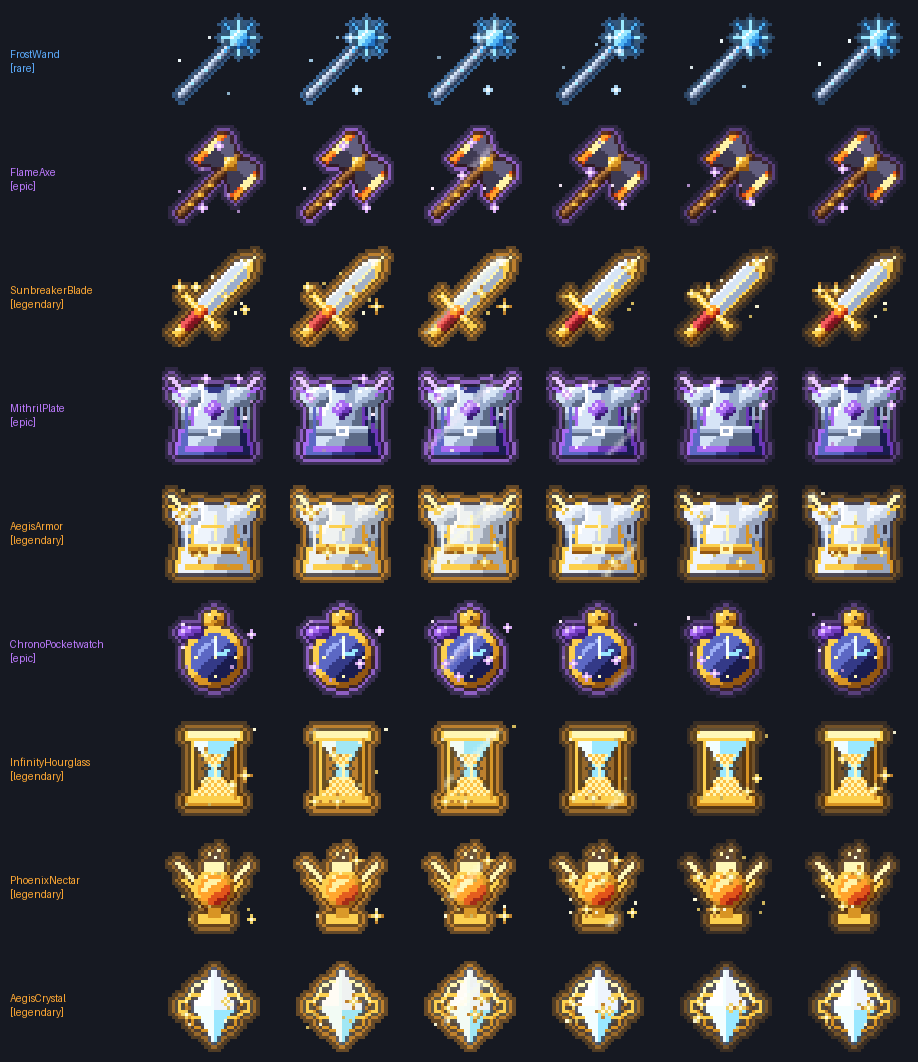 FrostWand
[rare]
FlameAxe
[epic]
SunbreakerBlade
[legendary]
MithrilPlate
[epic]
AegisArmor
[legendary]
ChronoPocketwatch
[epic]
InfinityHourglass
[legendary]
PhoenixNectar
[legendary]
AegisCrystal
[legendary]